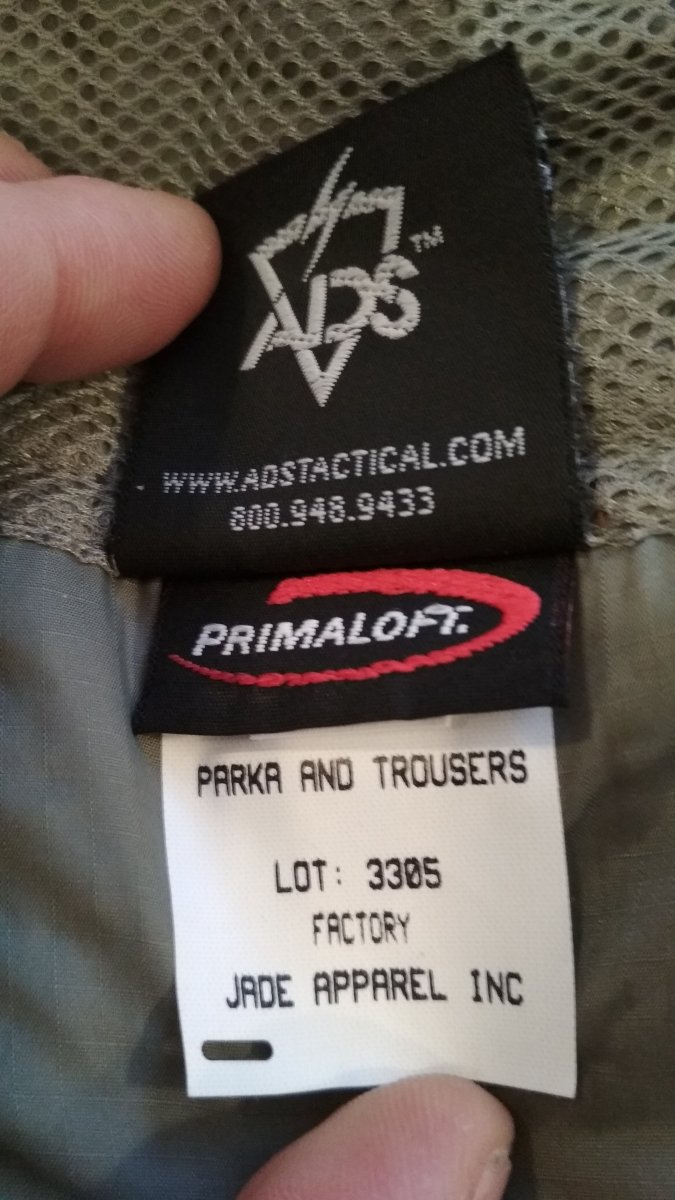 ADS™
WWW.ADSTACTICAL.COM
800.948.9433
PRIMALOFT.
PARKA AND TROUSERS
LOT: 3305
FACTORY
JADE APPAREL INC